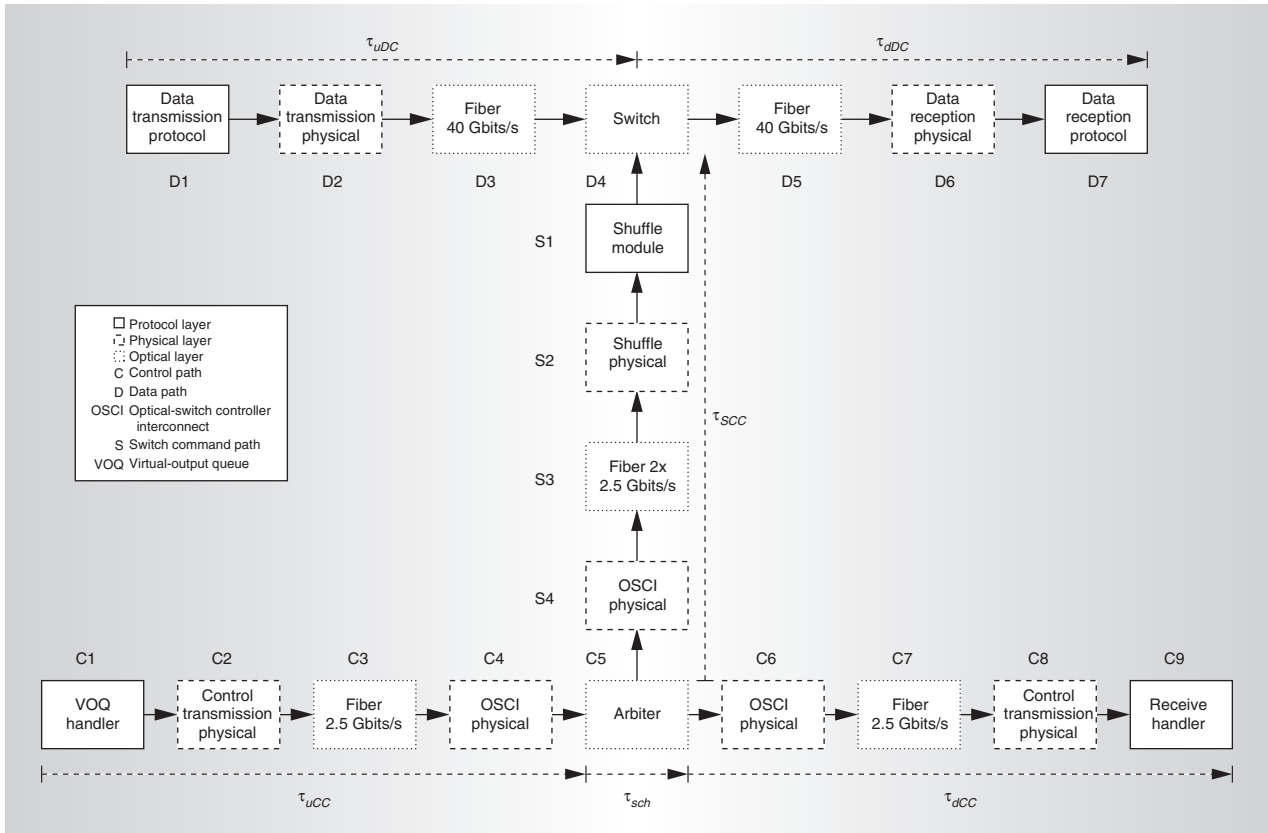 τuDC
τdDC
Data
transmission
protocol
Data
transmission
physical
Fiber
40 Gbits/s
Switch
Fiber
40 Gbits/s
Data
reception
physical
Data
reception
protocol
D1
D2
D3
D4
D5
D6
D7
S1
Shuffle
module
Protocol layer
Physical layer
Optical layer
C Control path
D Data path
OSCI Optical-switch controller
interconnect
S Switch command path
VOQ Virtual-output queue
S2
Shuffle
physical
τSCC
S3
Fiber 2x
2.5 Gbits/s
S4
OSCI
physical
C1
C2
C3
C4
C5
C6
C7
C8
C9
VOQ
handler
Control
transmission
physical
Fiber
2.5 Gbits/s
OSCI
physical
Arbiter
OSCI
physical
Fiber
2.5 Gbits/s
Control
transmission
physical
Receive
handler
τuCC
τsch
τdCC